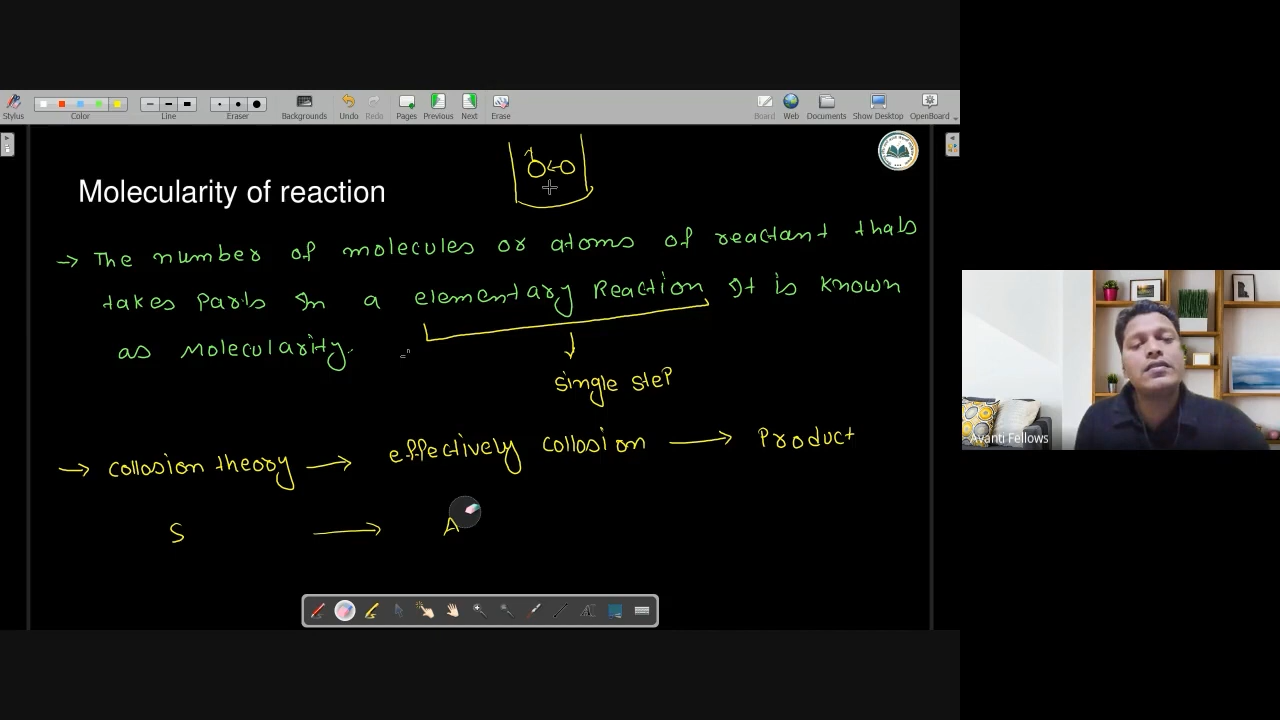 Stylus
Color
Line
Eraser
Backgrounds
Undo
Redo
Pages
Previous
Next
Erase
Board
Web
Documents
Show Desktop
OpenBoard
Molecularity of reaction
→ The number of molecules or atoms of reactant thats
takes Parts In a elementary Reaction It is known
as molecularity.
single step
→ collosion theory → effectively collosion → Product
S → A
Avanti Fellows